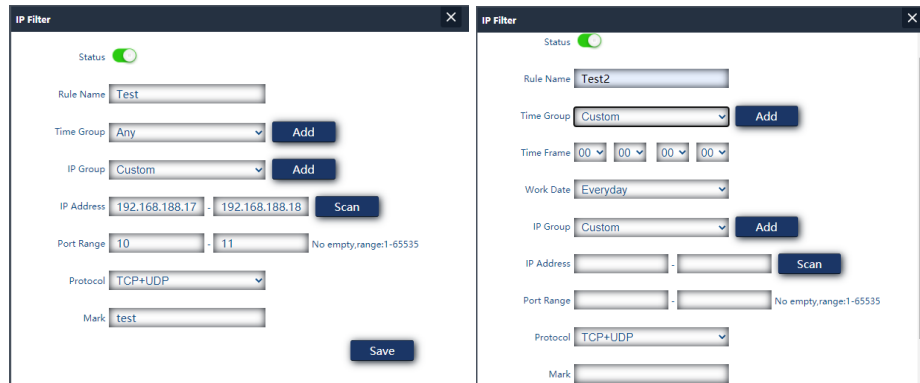 IP Filter
×
Status
Rule Name Test
Time Group Any Add
IP Group Custom Add
IP Address 192.168.188.17 - 192.168.188.18 Scan
Port Range 10 - 11 No empty,range:1-65535
Protocol TCP+UDP
Mark test
Save
IP Filter
×
Status
Rule Name Test2
Time Group Custom Add
Time Frame 00 00 00 00
Work Date Everyday
IP Group Custom Add
IP Address - Scan
Port Range - No empty,range:1-65535
Protocol TCP+UDP
Mark